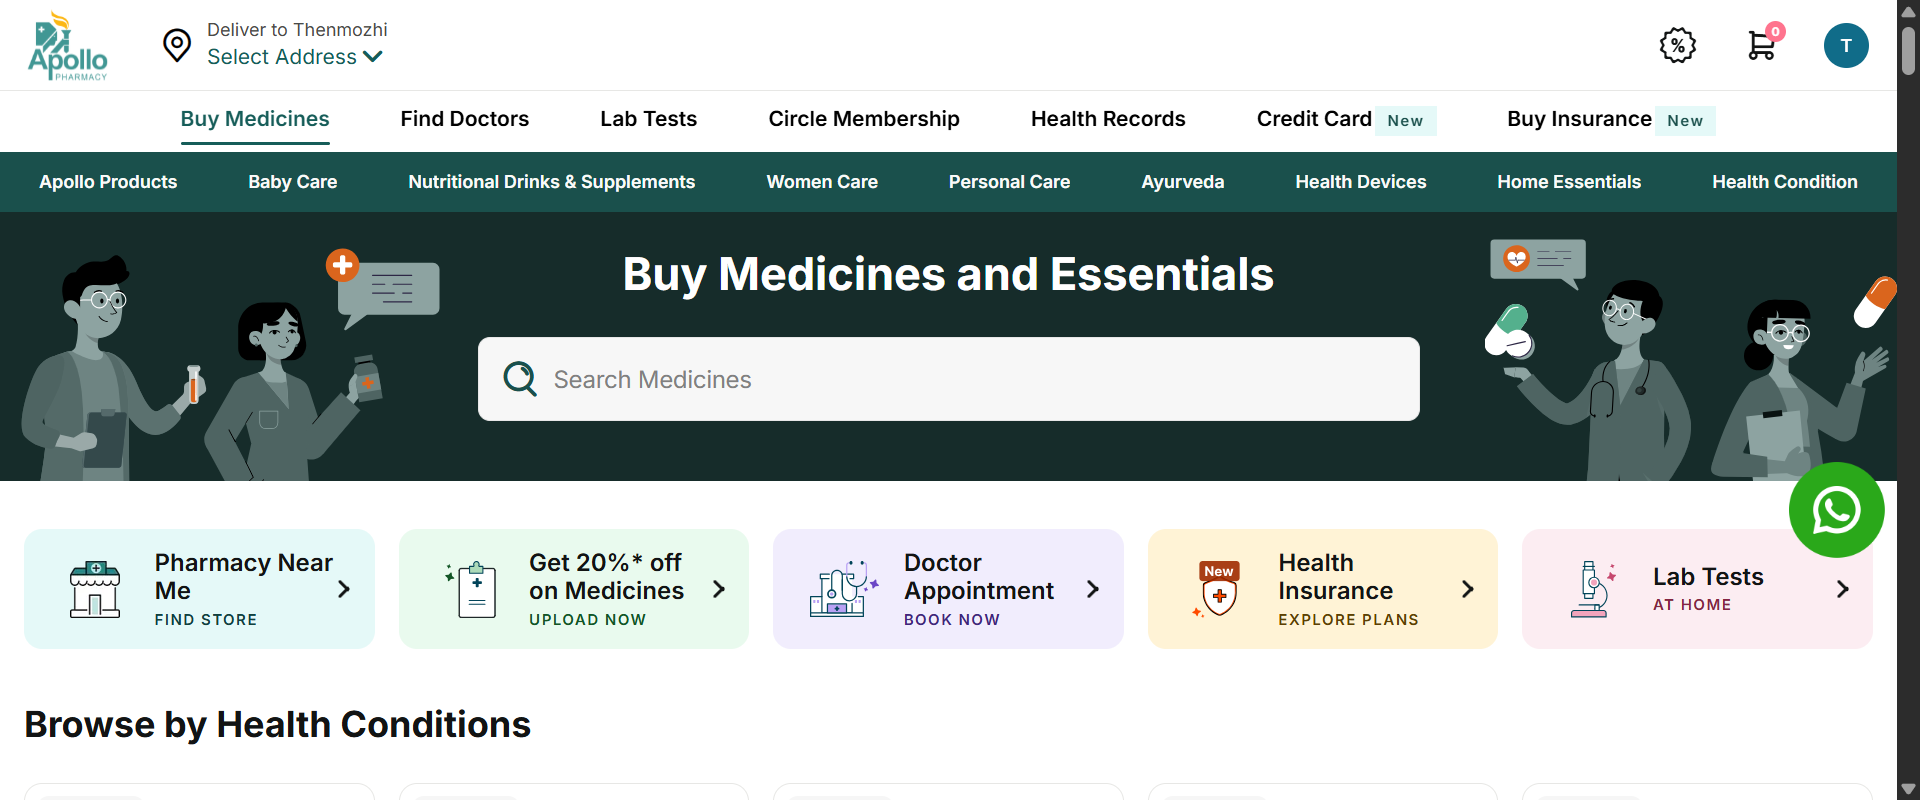 Apollo
PHARMACY
Deliver to Thenmozhi
Select Address
%
0
T
Buy Medicines
Find Doctors
Lab Tests
Circle Membership
Health Records
Credit Card New
Buy Insurance New
Apollo Products
Baby Care
Nutritional Drinks & Supplements
Women Care
Personal Care
Ayurveda
Health Devices
Home Essentials
Health Condition
Buy Medicines and Essentials
Search Medicines
Pharmacy Near
Me
FIND STORE
Get 20%* off
on Medicines
UPLOAD NOW
Doctor
Appointment
BOOK NOW
New
Health
Insurance
EXPLORE PLANS
Lab Tests
AT HOME
Browse by Health Conditions